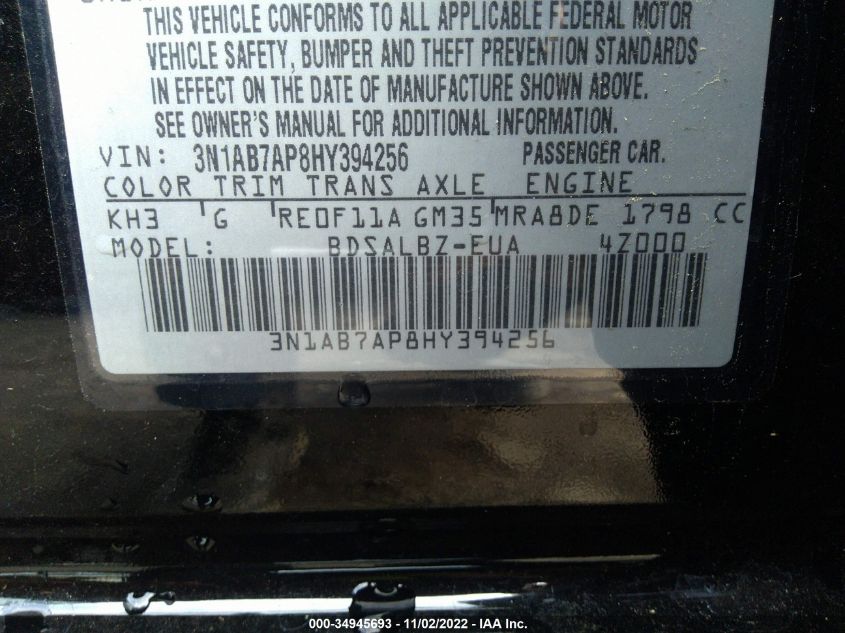 THIS VEHICLE CONFORMS TO ALL APPLICABLE FEDERAL MOTOR
VEHICLE SAFETY, BUMPER AND THEFT PREVENTION STANDARDS
IN EFFECT ON THE DATE OF MANUFACTURE SHOWN ABOVE.
SEE OWNER'S MANUAL FOR ADDITIONAL INFORMATION.
VIN: 3N1AB7AP8HY394256 PASSENGER CAR.
COLOR TRIM TRANS AXLE ENGINE
KH3 G RE0F11A GM35 MRA8DE 1798 CC
MODEL: BDSALBZ-EUA 4Z000
3N1AB7AP8HY394256
000-34945693 - 11/02/2022 - IAA Inc.